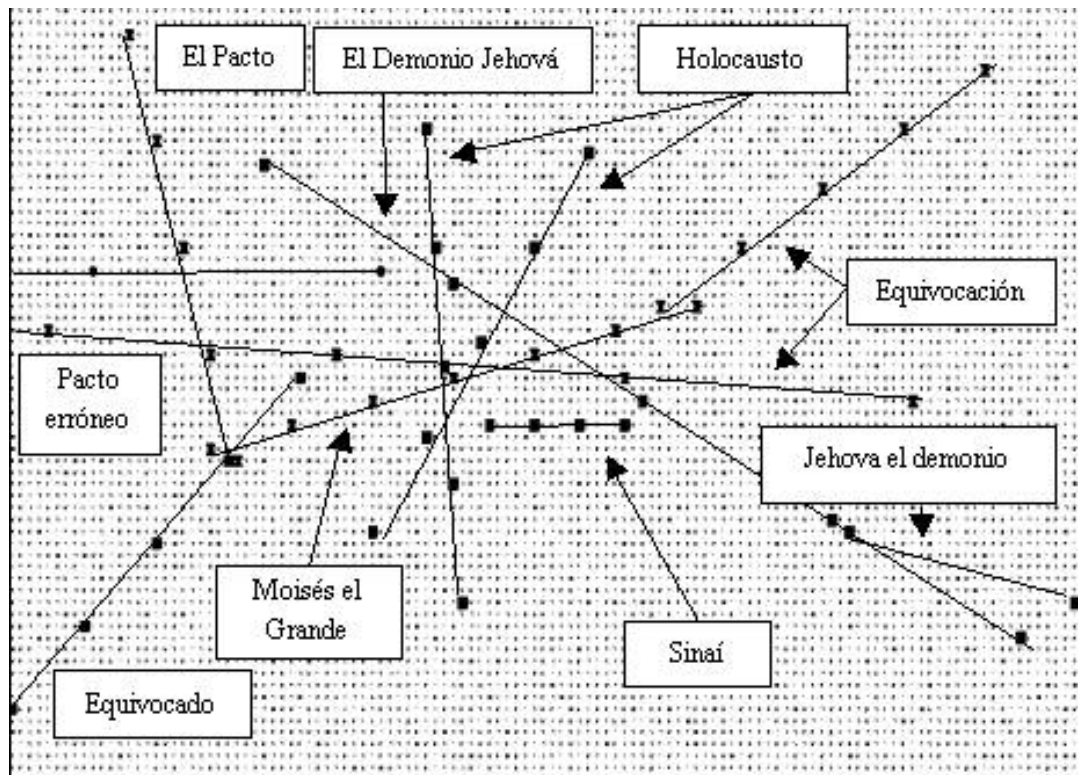 El Pacto
El Demonio Jehová
Holocausto
Equivocación
Pacto
erróneo
Jehova el demonio
Moisés el
Grande
Sinaí
Equivocado